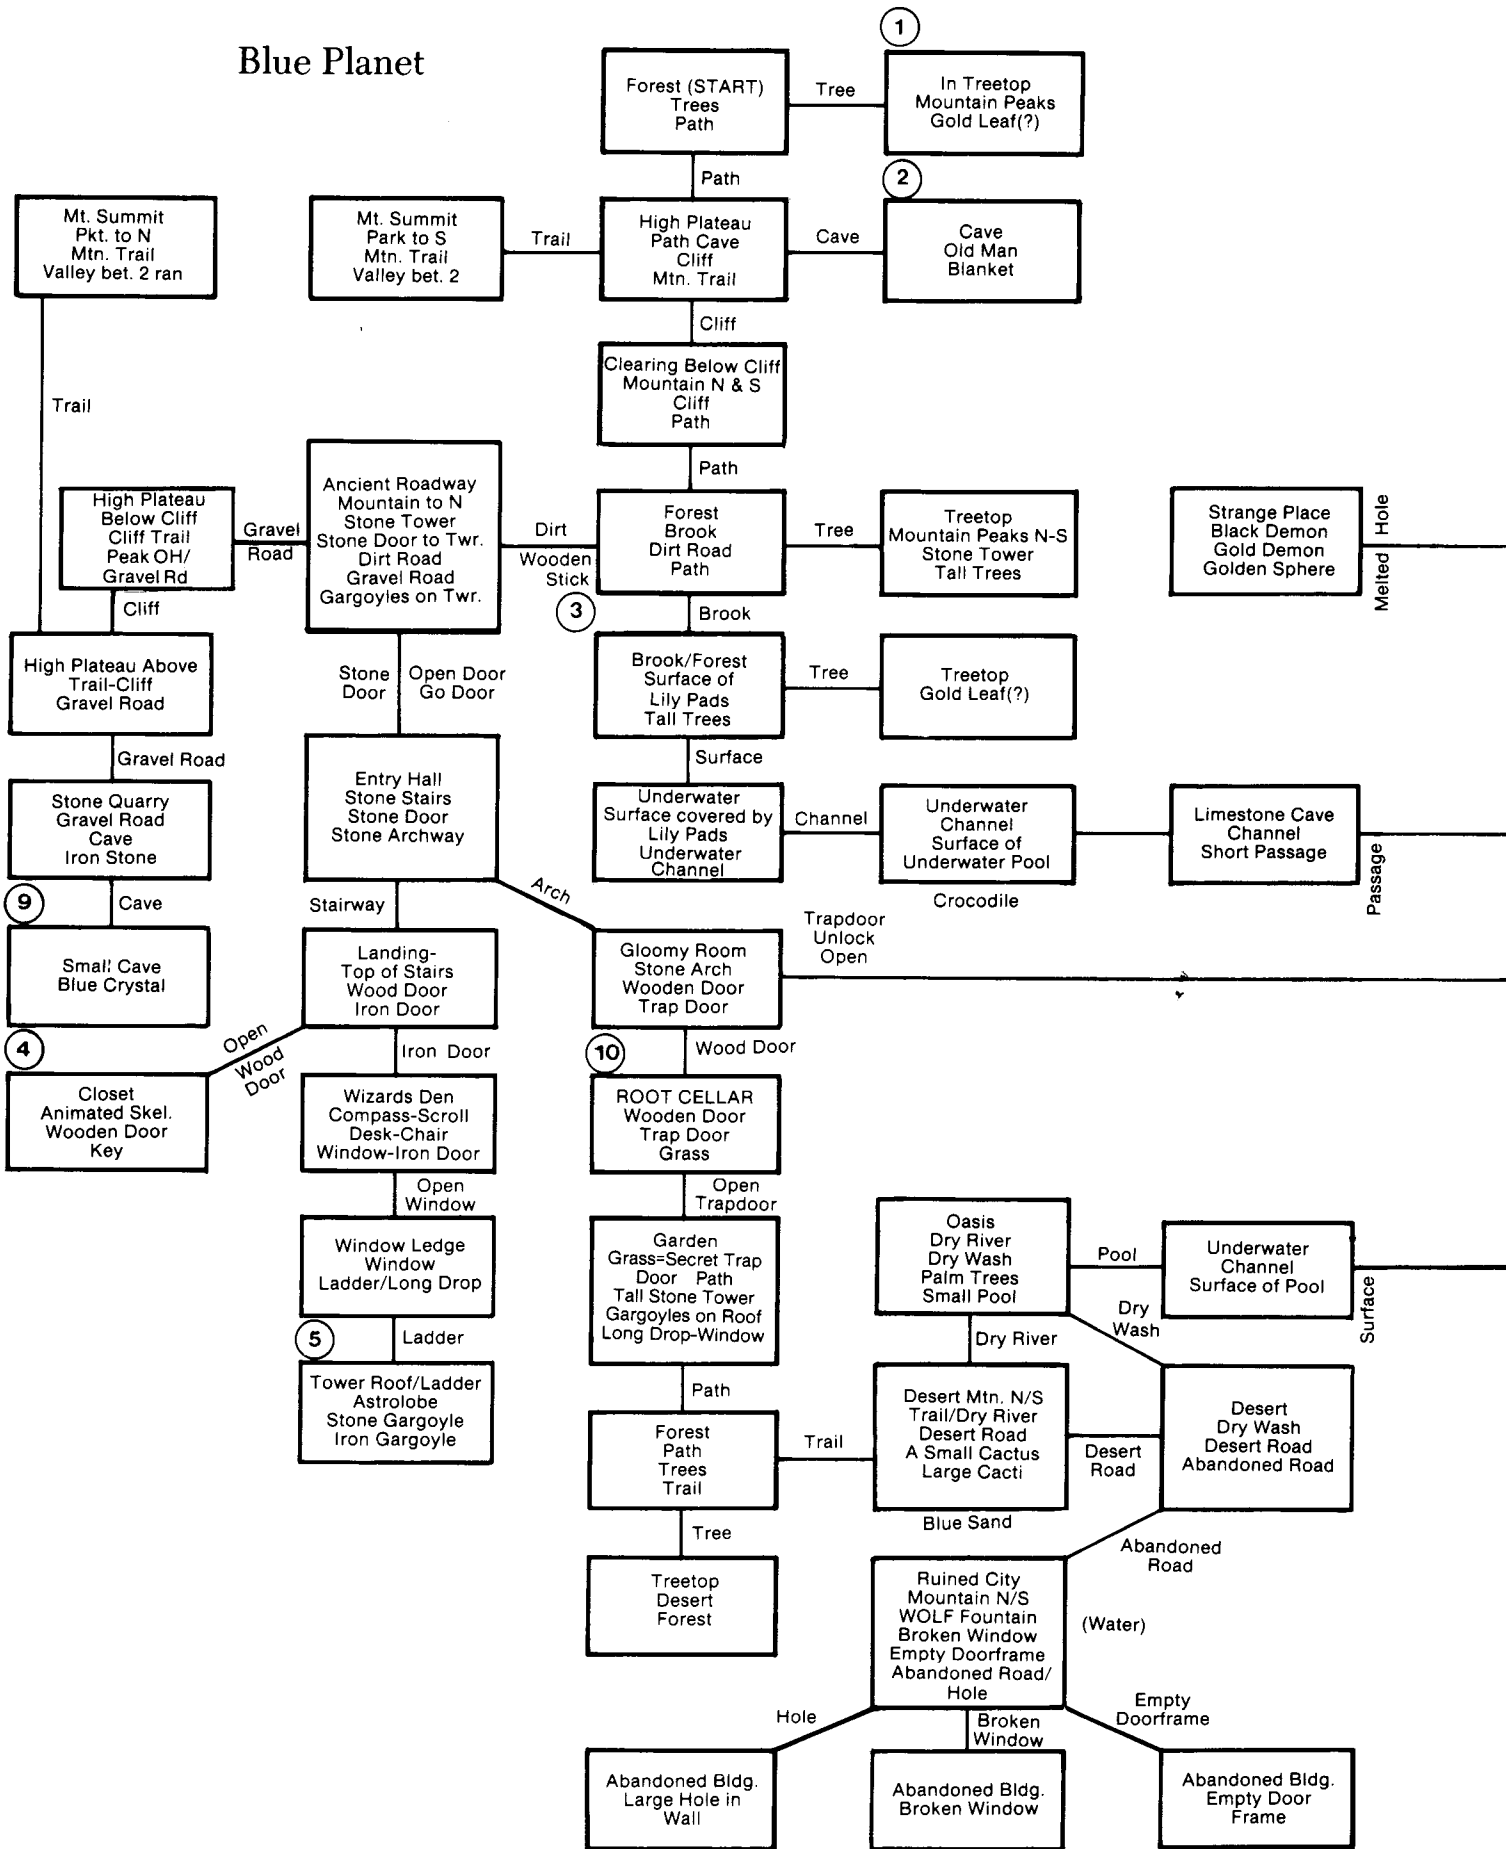 Blue Planet
1
Forest (START)
Trees
Path
Tree
In Treetop
Mountain Peaks
Gold Leaf(?)
Path
2
Mt. Summit
Pkt. to N
Mtn. Trail
Valley bet. 2 ran
Mt. Summit
Park to S
Mtn. Trail
Valley bet. 2
Trail
High Plateau
Path Cave
Cliff
Mtn. Trail
Cave
Cave
Old Man
Blanket
Cliff
Clearing Below Cliff
Mountain N & S
Cliff
Path
Trail
Path
High Plateau
Below Cliff
Cliff Trail
Peak OH/
Gravel Rd
Gravel
Road
Ancient Roadway
Mountain to N
Stone Tower
Stone Door to Twr.
Dirt Road
Gravel Road
Gargoyles on Twr.
Dirt
Wooden
Stick
3
Forest
Brook
Dirt Road
Path
Tree
Treetop
Mountain Peaks N-S
Stone Tower
Tall Trees
Strange Place
Black Demon
Gold Demon
Golden Sphere
Melted Hole
Cliff
Brook
High Plateau Above
Trail-Cliff
Gravel Road
Stone
Door
Open Door
Go Door
Brook/Forest
Surface of
Lily Pads
Tall Trees
Tree
Treetop
Gold Leaf(?)
Gravel Road
Surface
Stone Quarry
Gravel Road
Cave
Iron Stone
Entry Hall
Stone Stairs
Stone Door
Stone Archway
Underwater
Surface covered by
Lily Pads
Underwater
Channel
Channel
Underwater
Channel
Surface of
Underwater Pool
Crocodile
Limestone Cave
Channel
Short Passage
Passage
9
Cave
Stairway
Arch
Trapdoor
Unlock
Open
Small Cave
Blue Crystal
Landing-
Top of Stairs
Wood Door
Iron Door
Gloomy Room
Stone Arch
Wooden Door
Trap Door
4
Open
Wood
Door
Iron Door
10
Wood Door
Closet
Animated Skel.
Wooden Door
Key
Wizards Den
Compass-Scroll
Desk-Chair
Window-Iron Door
ROOT CELLAR
Wooden Door
Trap Door
Grass
Open
Window
Open
Trapdoor
Window Ledge
Window
Ladder/Long Drop
Garden
Grass=Secret Trap
Door Path
Tall Stone Tower
Gargoyles on Roof
Long Drop-Window
Oasis
Dry River
Dry Wash
Palm Trees
Small Pool
Pool
Underwater
Channel
Surface of Pool
Surface
5
Ladder
Dry River
Dry
Wash
Tower Roof/Ladder
Astrolobe
Stone Gargoyle
Iron Gargoyle
Path
Forest
Path
Trees
Trail
Trail
Desert Mtn. N/S
Trail/Dry River
Desert Road
A Small Cactus
Large Cacti
Blue Sand
Desert
Road
Desert
Dry Wash
Desert Road
Abandoned Road
Tree
Abandoned
Road
Treetop
Desert
Forest
Ruined City
Mountain N/S
WOLF Fountain
Broken Window
Empty Doorframe
Abandoned Road/
Hole
(Water)
Hole
Broken
Window
Empty
Doorframe
Abandoned Bldg.
Large Hole in
Wall
Abandoned Bldg.
Broken Window
Abandoned Bldg.
Empty Door
Frame